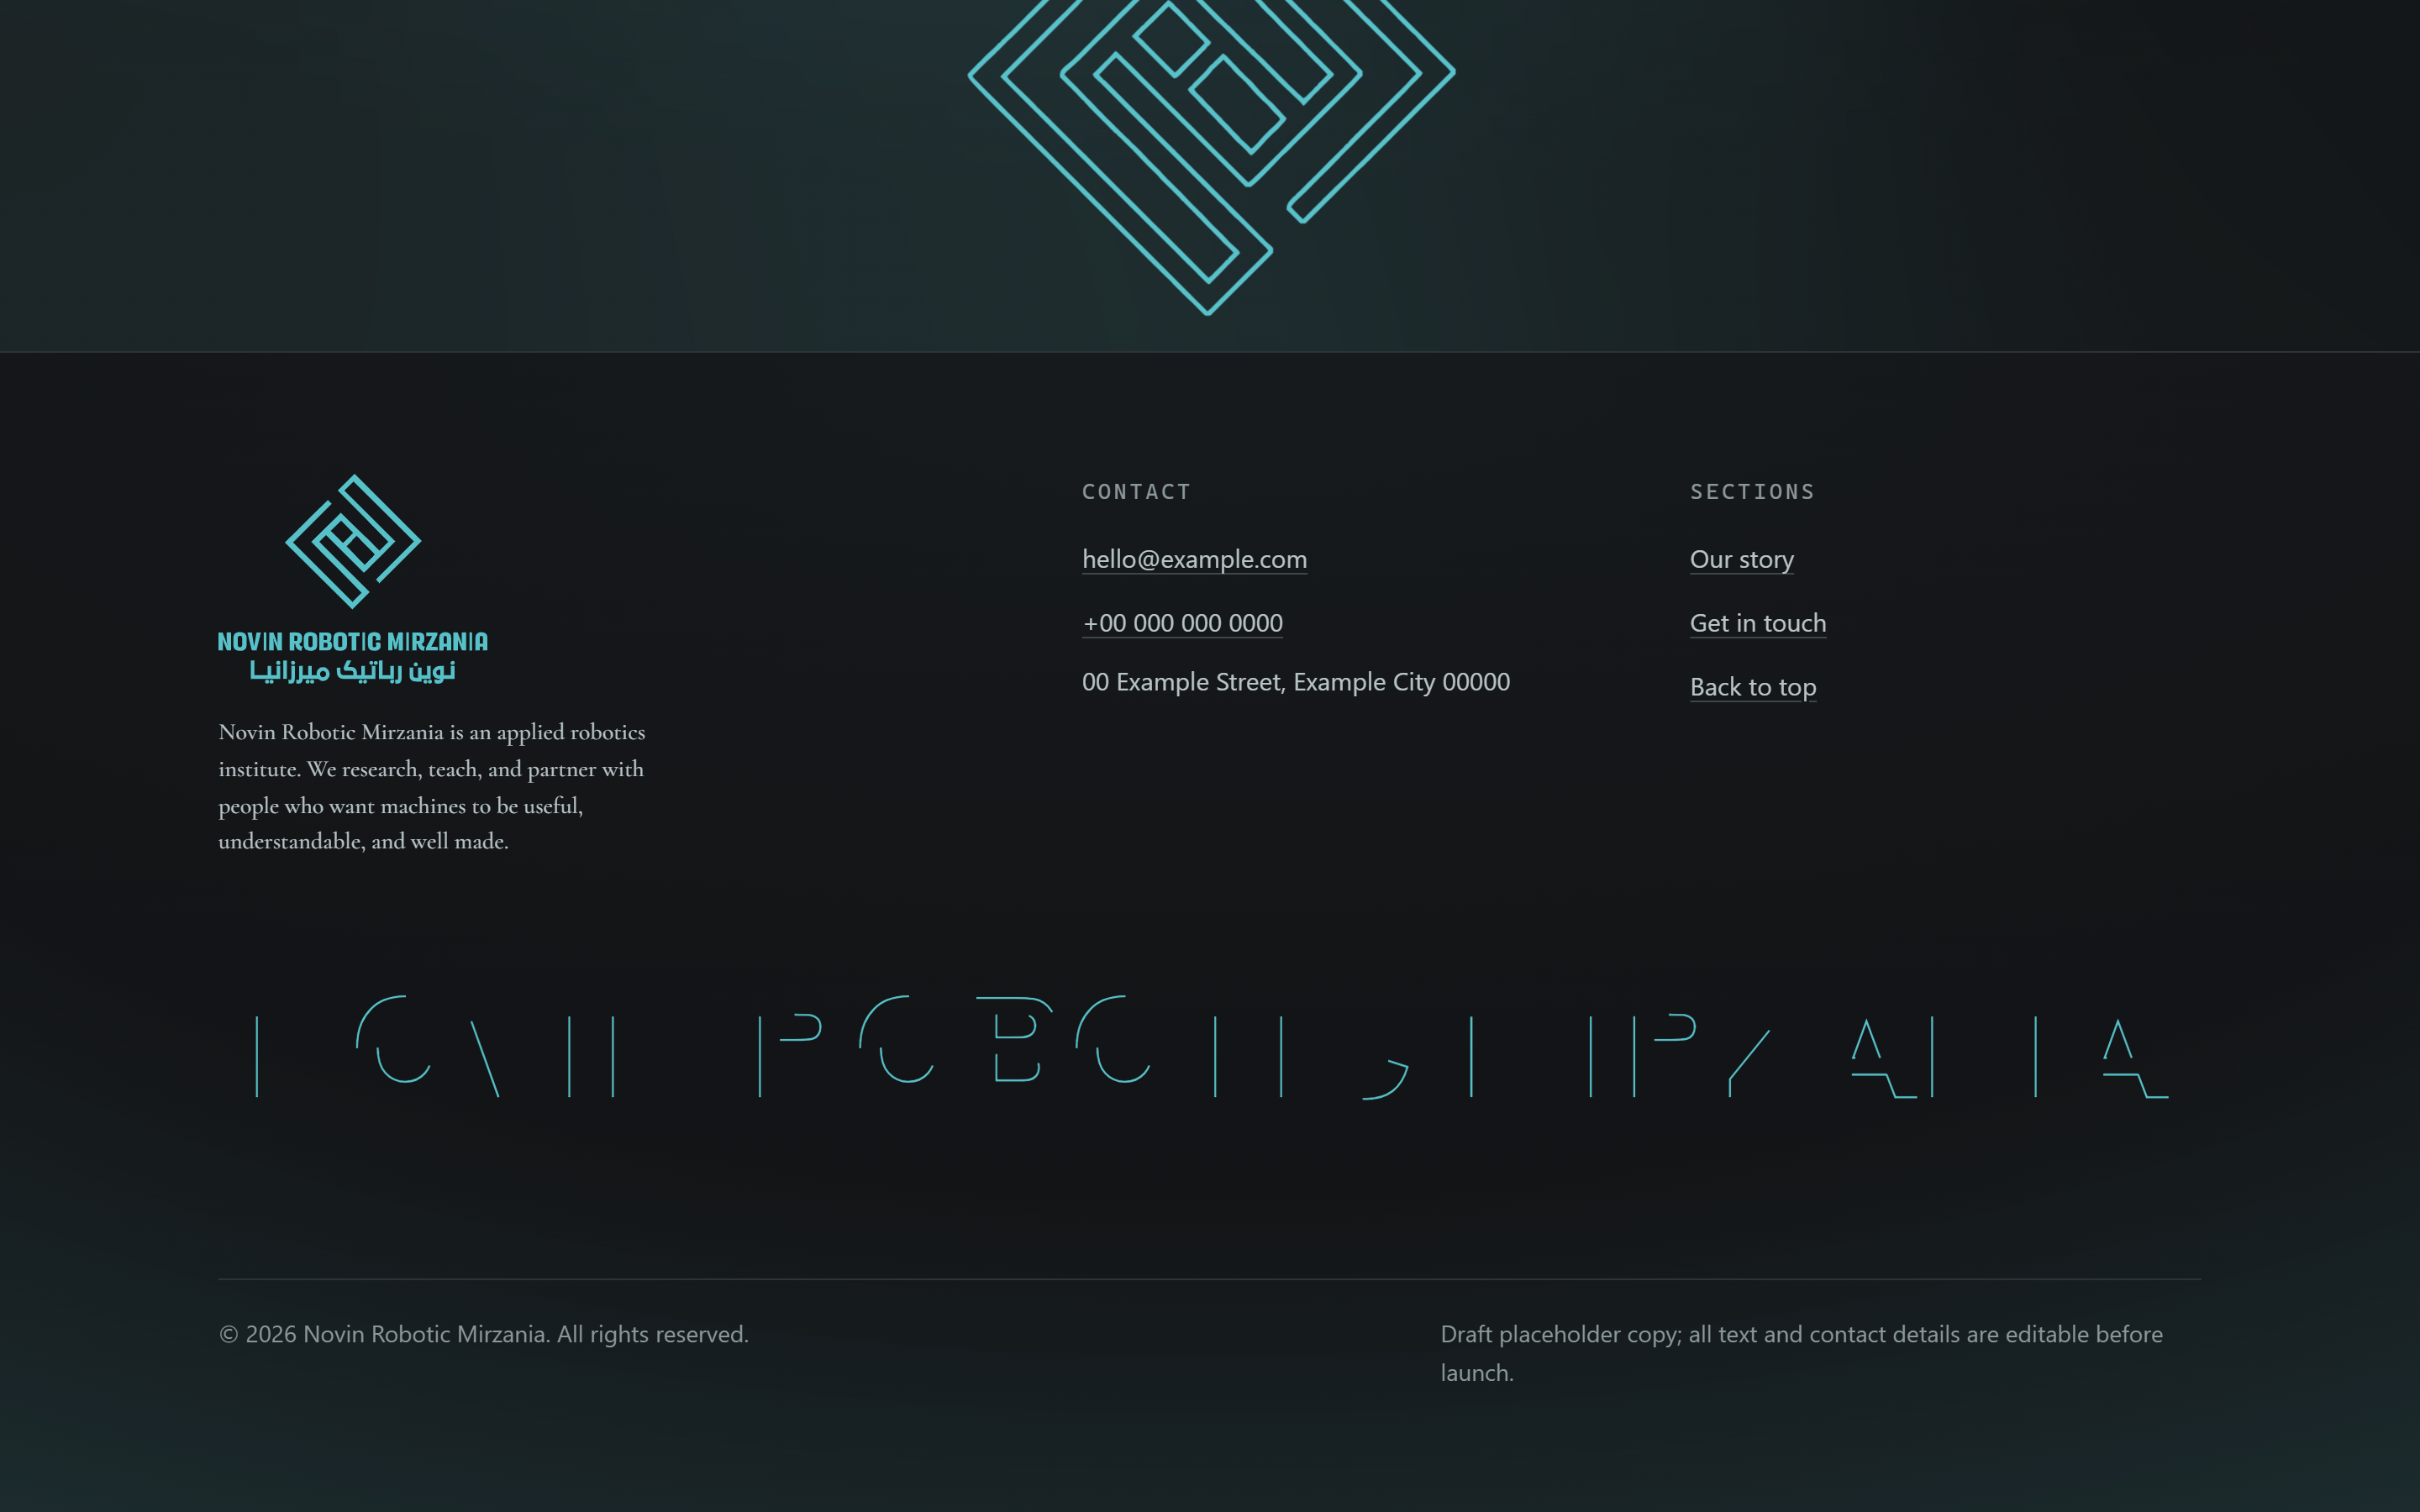 NOVIN ROBOTIC MIRZANIA
نوین رباتیک میرزانیا
Novin Robotic Mirzania is an applied robotics
institute. We research, teach, and partner with
people who want machines to be useful,
understandable, and well made.
CONTACT
hello@example.com
+00 000 000 0000
00 Example Street, Example City 00000
SECTIONS
Our story
Get in touch
Back to top
© 2026 Novin Robotic Mirzania. All rights reserved.
Draft placeholder copy; all text and contact details are editable before
launch.